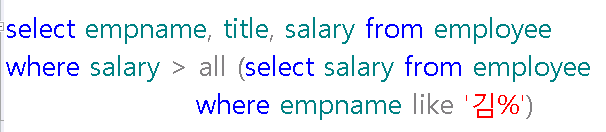 select empname, title, salary from employee
where salary > all (select salary from employee
where empname like '김%')